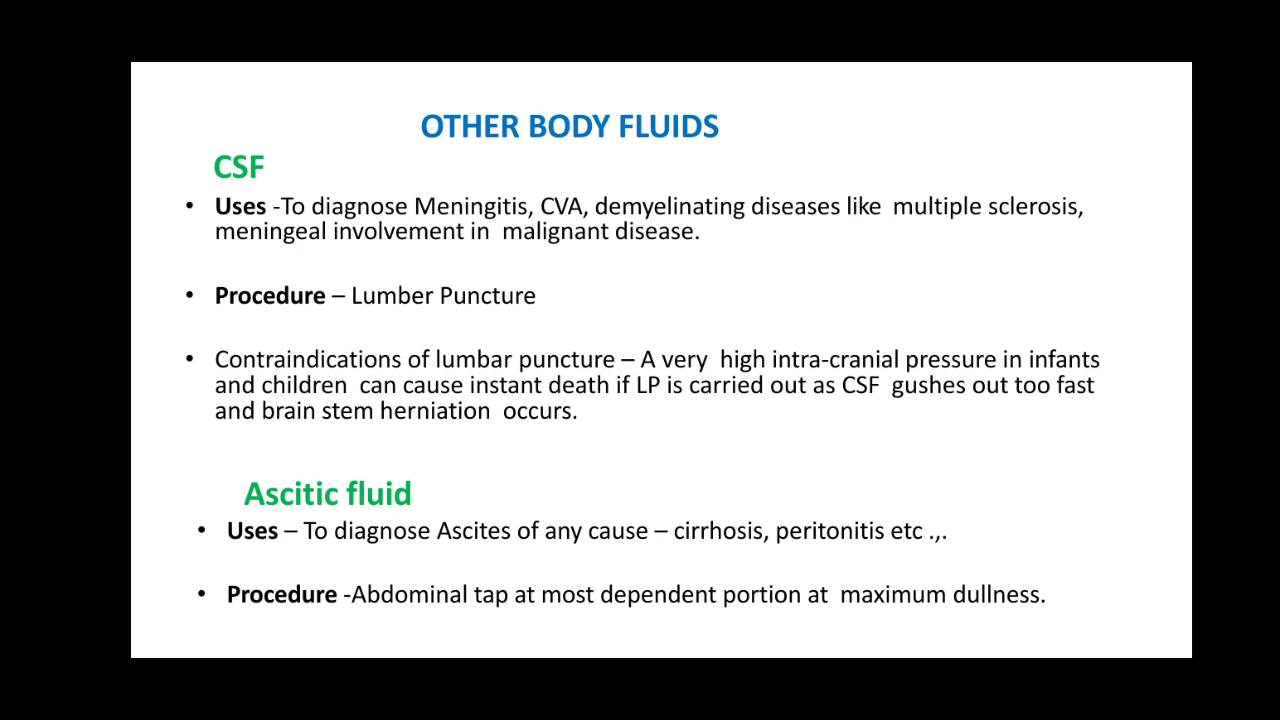 OTHER BODY FLUIDS
CSF
• Uses -To diagnose Meningitis, CVA, demyelinating diseases like  multiple sclerosis,
meningeal involvement in  malignant disease.
• Procedure – Lumber Puncture
• Contraindications of lumbar puncture – A very  high intra-cranial pressure in infants
and children  can cause instant death if LP is carried out as CSF  gushes out too fast
and brain stem herniation  occurs.
Ascitic fluid
• Uses – To diagnose Ascites of any cause – cirrhosis, peritonitis etc .,.
• Procedure -Abdominal tap at most dependent portion at  maximum dullness.